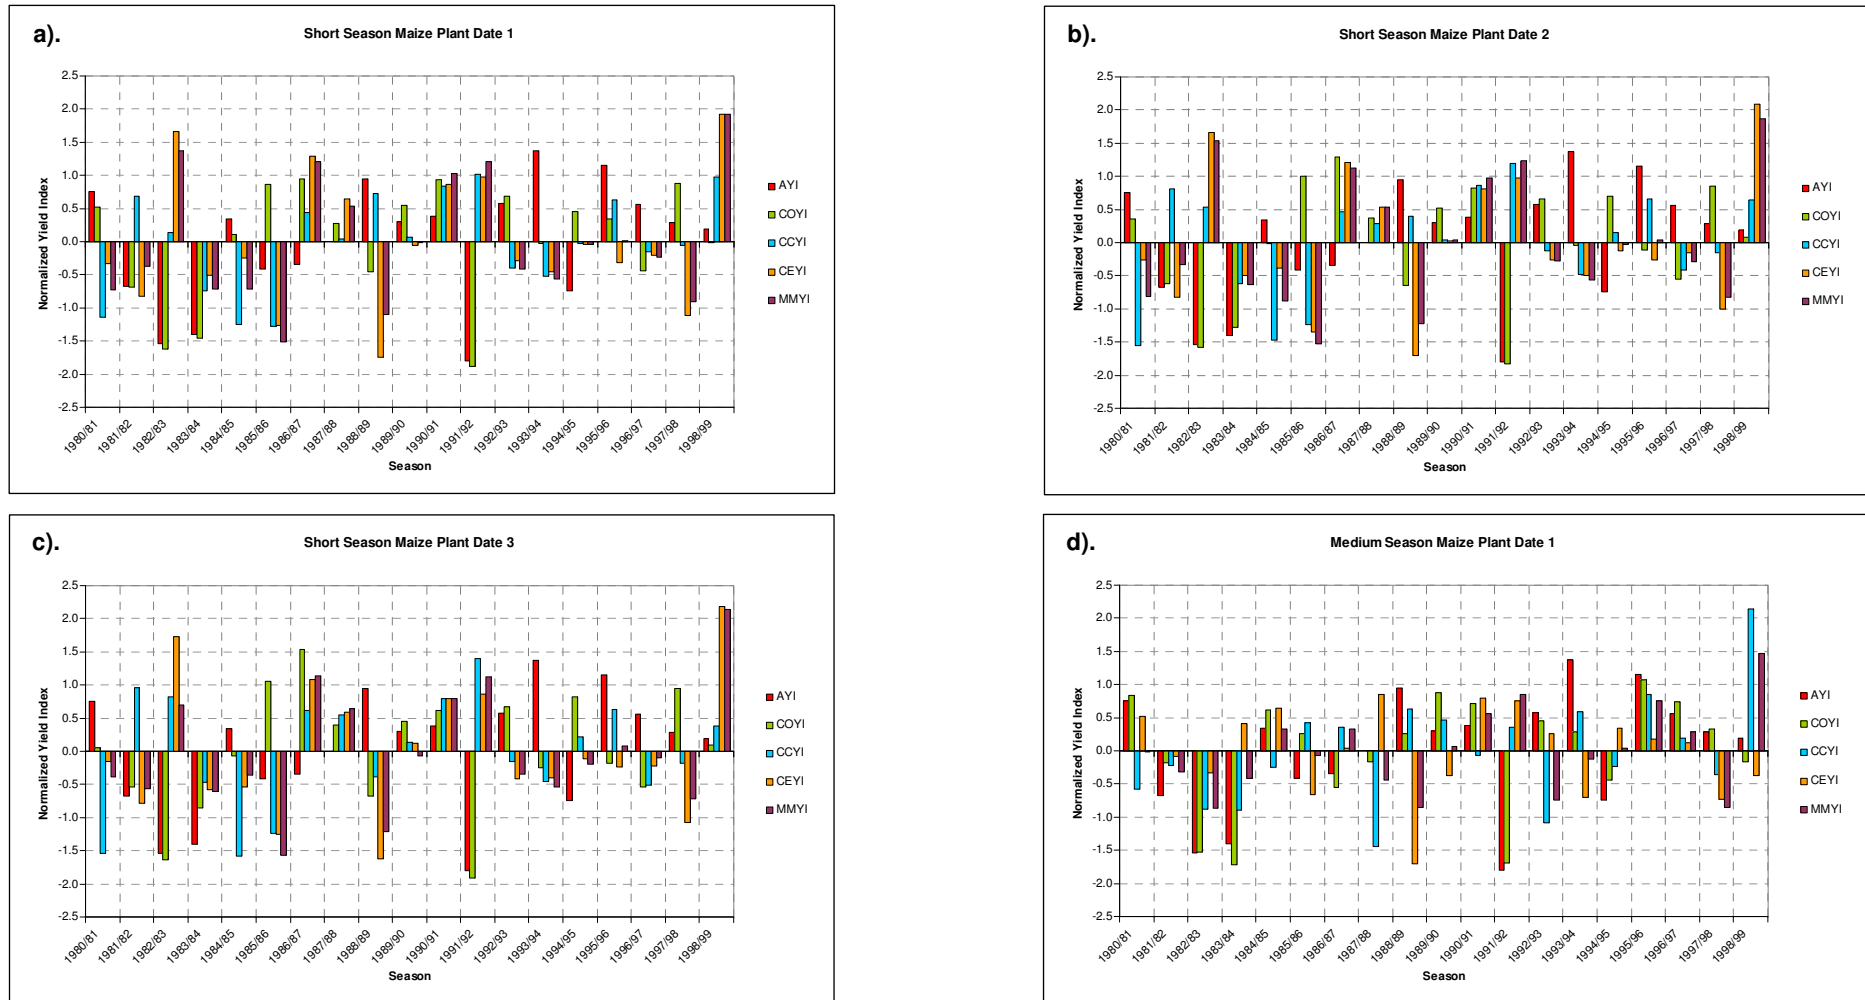 a).
Short Season Maize Plant Date 1
Normalized Yield Index
2.5
2.0
1.5
1.0
0.5
0.0
-0.5
-1.0
-1.5
-2.0
-2.5
1980/81 1981/82 1982/83 1983/84 1984/85 1985/86 1986/87 1987/88 1988/89 1989/90 1990/91 1991/92 1992/93 1993/94 1994/95 1995/96 1996/97 1997/98 1998/99
Season
AYI
COYI
CCYI
CEYI
MMYI
b).
Short Season Maize Plant Date 2
Normalized Yield Index
2.5
2.0
1.5
1.0
0.5
0.0
-0.5
-1.0
-1.5
-2.0
-2.5
1980/81 1981/82 1982/83 1983/84 1984/85 1985/86 1986/87 1987/88 1988/89 1989/90 1990/91 1991/92 1992/93 1993/94 1994/95 1995/96 1996/97 1997/98 1998/99
Season
AYI
COYI
CCYI
CEYI
MMYI
c).
Short Season Maize Plant Date 3
Normalized Yield Index
2.5
2.0
1.5
1.0
0.5
0.0
-0.5
-1.0
-1.5
-2.0
-2.5
1980/81 1981/82 1982/83 1983/84 1984/85 1985/86 1986/87 1987/88 1988/89 1989/90 1990/91 1991/92 1992/93 1993/94 1994/95 1995/96 1996/97 1997/98 1998/99
Season
AYI
COYI
CCYI
CEYI
MMYI
d).
Medium Season Maize Plant Date 1
Normalized Yield Index
2.5
2.0
1.5
1.0
0.5
0.0
-0.5
-1.0
-1.5
-2.0
-2.5
1980/81 1981/82 1982/83 1983/84 1984/85 1985/86 1986/87 1987/88 1988/89 1989/90 1990/91 1991/92 1992/93 1993/94 1994/95 1995/96 1996/97 1997/98 1998/99
Season
AYI
COYI
CCYI
CEYI
MMYI